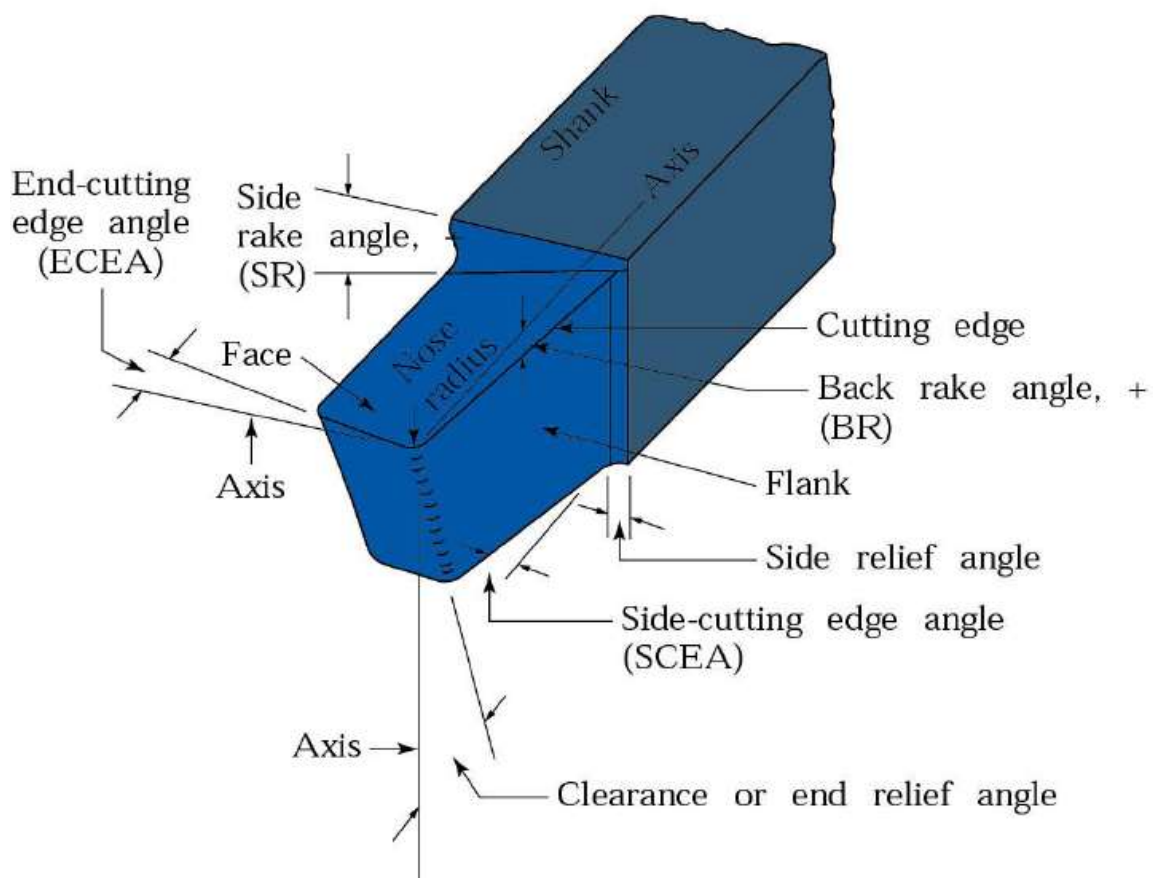 Shank
Axis
End-cutting
edge angle
(ECEA)
Side
rake angle, +
(SR)
Face
Nose
radius
Cutting edge
Back rake angle, +
(BR)
Axis
Flank
Side relief angle
Side-cutting edge angle
(SCEA)
Axis
Clearance or end relief angle